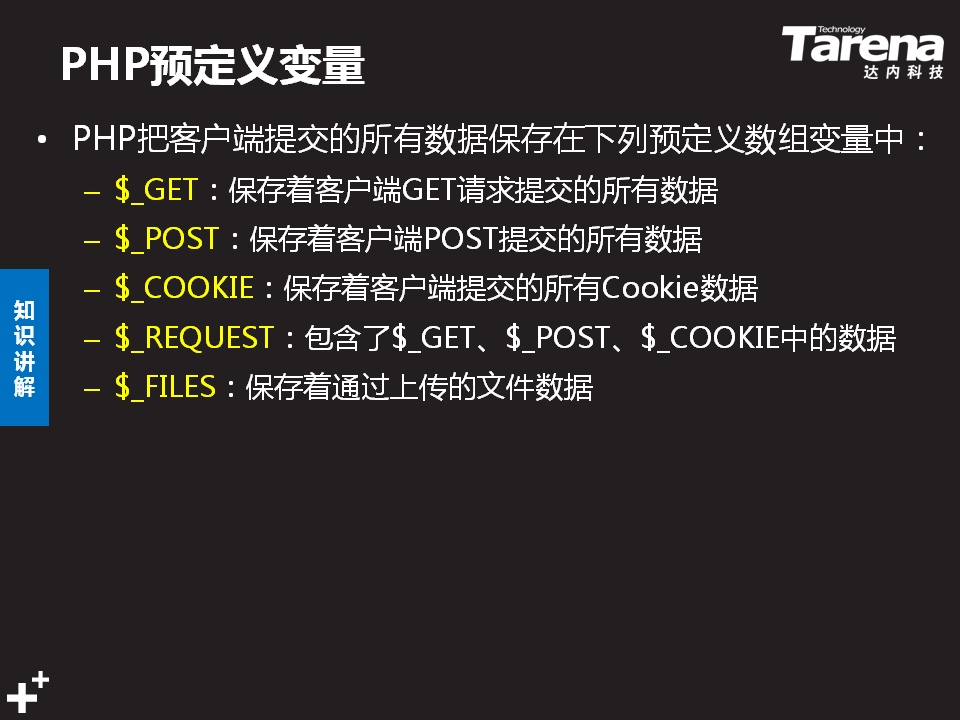 PHP预定义变量
Technology
Tarena
达内科技
• PHP把客户端提交的所有数据保存在下列预定义数组变量中：
– $_GET：保存着客户端GET请求提交的所有数据
– $_POST：保存着客户端POST提交的所有数据
– $_COOKIE：保存着客户端提交的所有Cookie数据
– $_REQUEST：包含了$_GET、$_POST、$_COOKIE中的数据
– $_FILES：保存着通过上传的文件数据
知识讲解